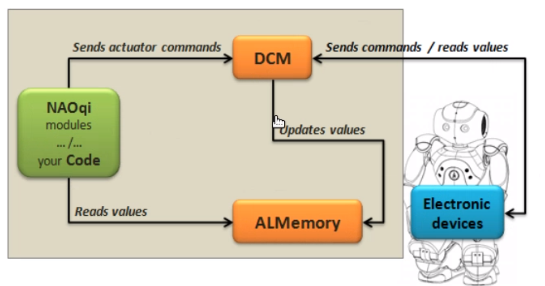 Sends actuator commands
DCM
Sends commands / reads values
NAOqi
modules
.../...
your Code
Updates values
Reads values
ALMemory
Electronic
devices